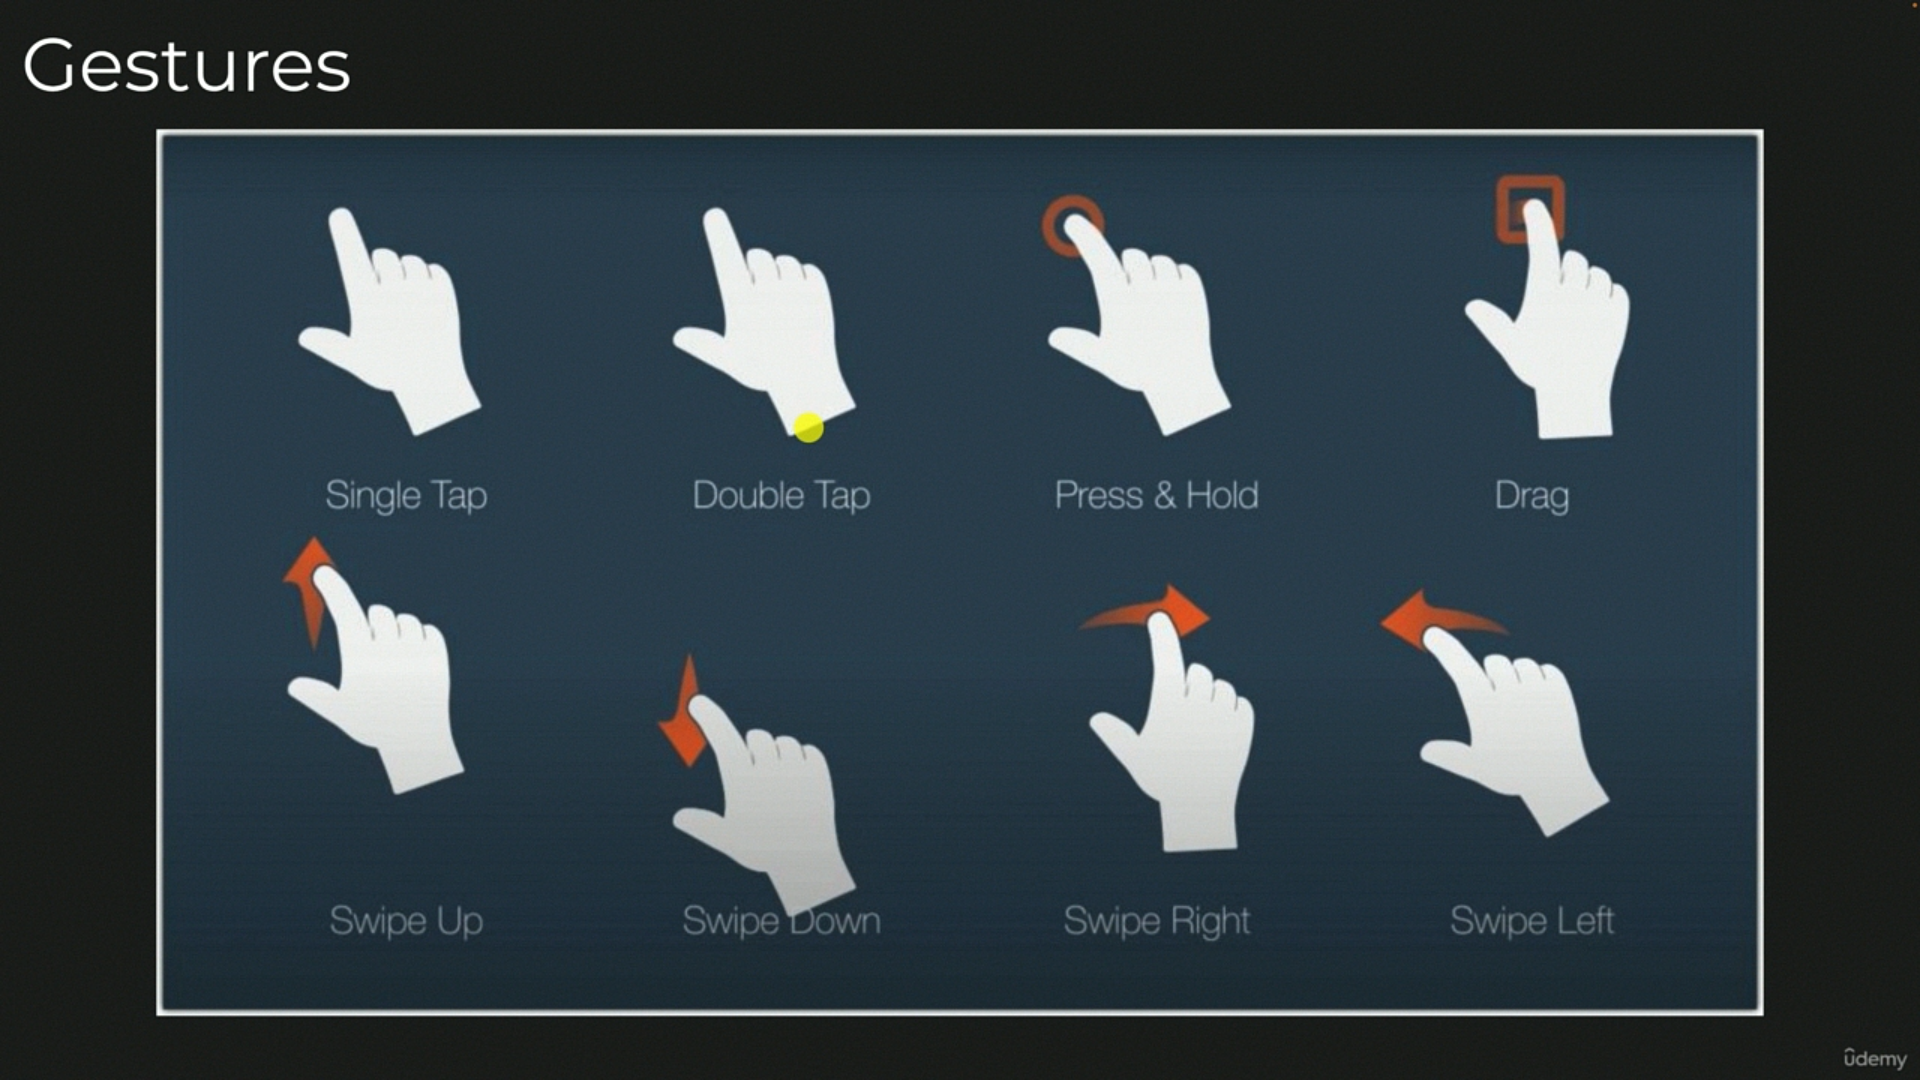 Gestures
Single Tap
Double Tap
Press & Hold
Drag
Swipe Up
Swipe Down
Swipe Right
Swipe Left
ûdemy